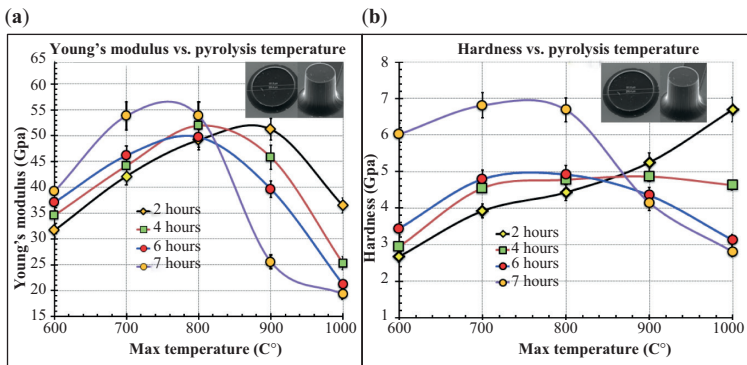 (a)
Young's modulus vs. pyrolysis temperature
Young's modulus (Gpa)
65
60
55
50
45
40
35
30
25
20
15
2 hours
4 hours
6 hours
7 hours
600 700 800 900 1000
Max temperature (C°)
(b)
Hardness vs. pyrolysis temperature
Hardness (Gpa)
8
7
6
5
4
3
2
1
2 hours
4 hours
6 hours
7 hours
600 700 800 900 1000
Max temperature (C°)